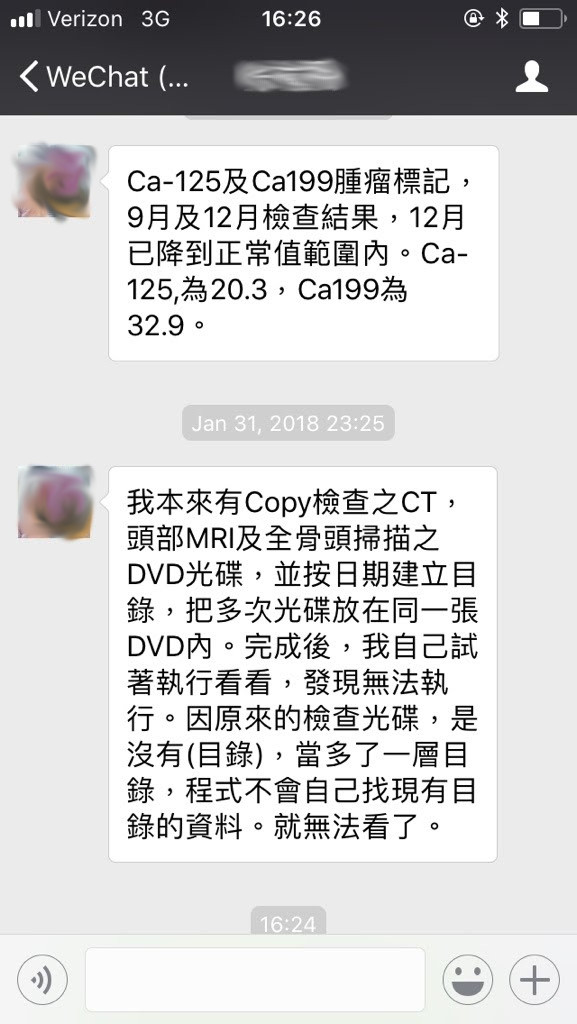 Verizon 3G 16:26
WeChat (...
Ca-125及Ca199腫瘤標記，
9月及12月檢查結果，12月
已降到正常值範圍內。Ca-
125,為20.3，Ca199為
32.9。
Jan 31, 2018 23:25
我本來有Copy檢查之CT，
頭部MRI及全骨頭掃描之
DVD光碟，並按日期建立目
錄，把多次光碟放在同一張
DVD內。完成後，我自己試
著執行看看，發現無法執
行。因原來的檢查光碟，是
沒有(目錄)，當多了一層目
錄，程式不會自己找現有目
錄的資料。就無法看了。
16:24